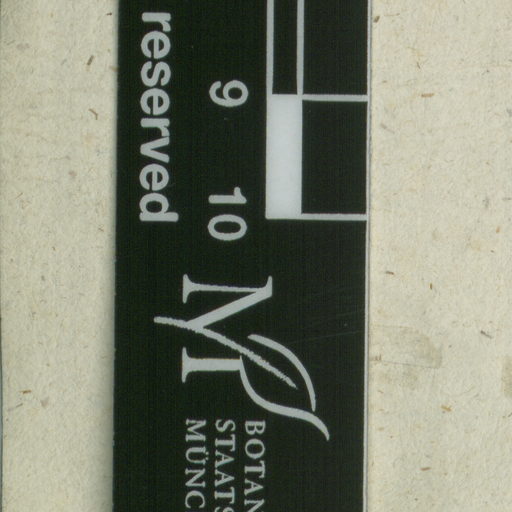 reserved
9 10
M
BOTAN
STAATS
MÜNC